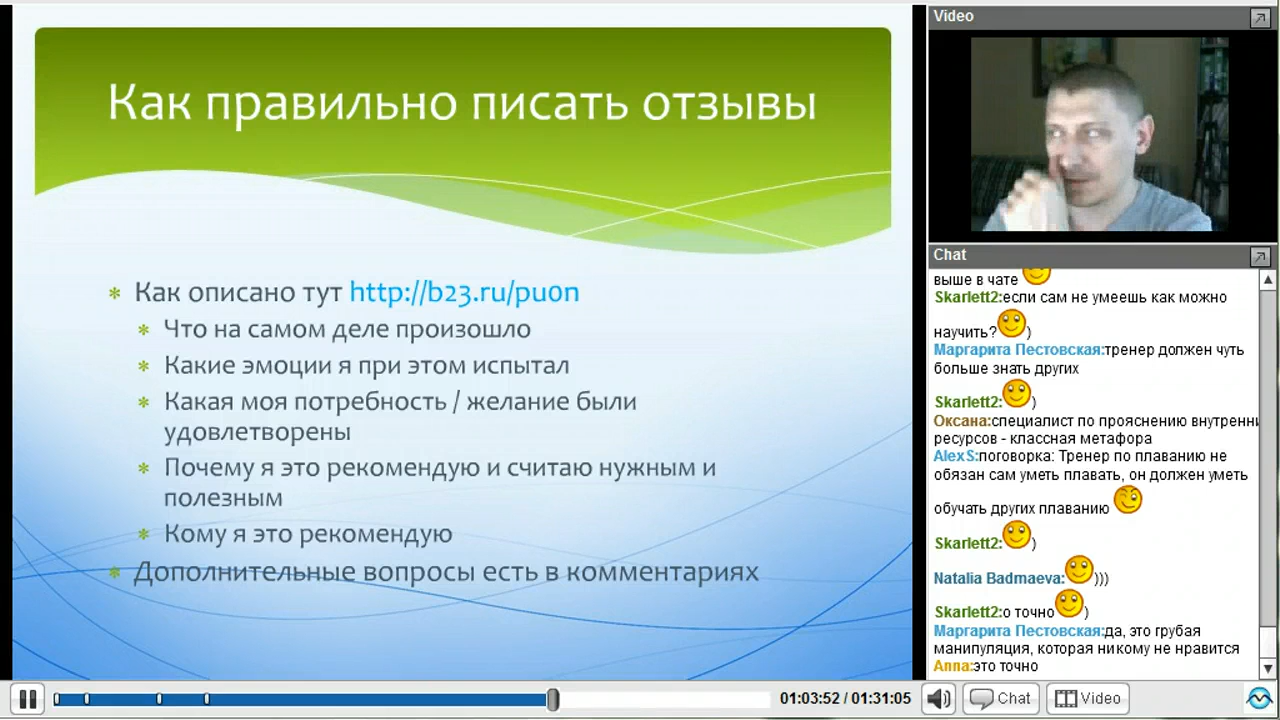 Как правильно писать отзывы
Как описано тут http://b23.ru/pu0n
Что на самом деле произошло
Какие эмоции я при этом испытал
Какая моя потребность / желание были
удовлетворены
Почему я это рекомендую и считаю нужным и
полезным
Кому я это рекомендую
Дополнительные вопросы есть в комментариях
Video
Chat
выше в чате
Skarlett2:если сам не умеешь как можно
научить? )
Маргарита Пестовская:тренер должен чуть
больше знать других
Skarlett2: )
Оксана:специалист по прояснению внутренни
ресурсов - классная метафора
AlexS:поговорка: Тренер по плаванию не
обязан сам уметь плавать, он должен уметь
обучать других плаванию
Skarlett2: )
Natalia Badmaeva: )))
Skarlett2:о точно )
Маргарита Пестовская:да, это грубая
манипуляция, которая никому не нравится
Anna:это точно
01:03:52 / 01:31:05
Chat
Video